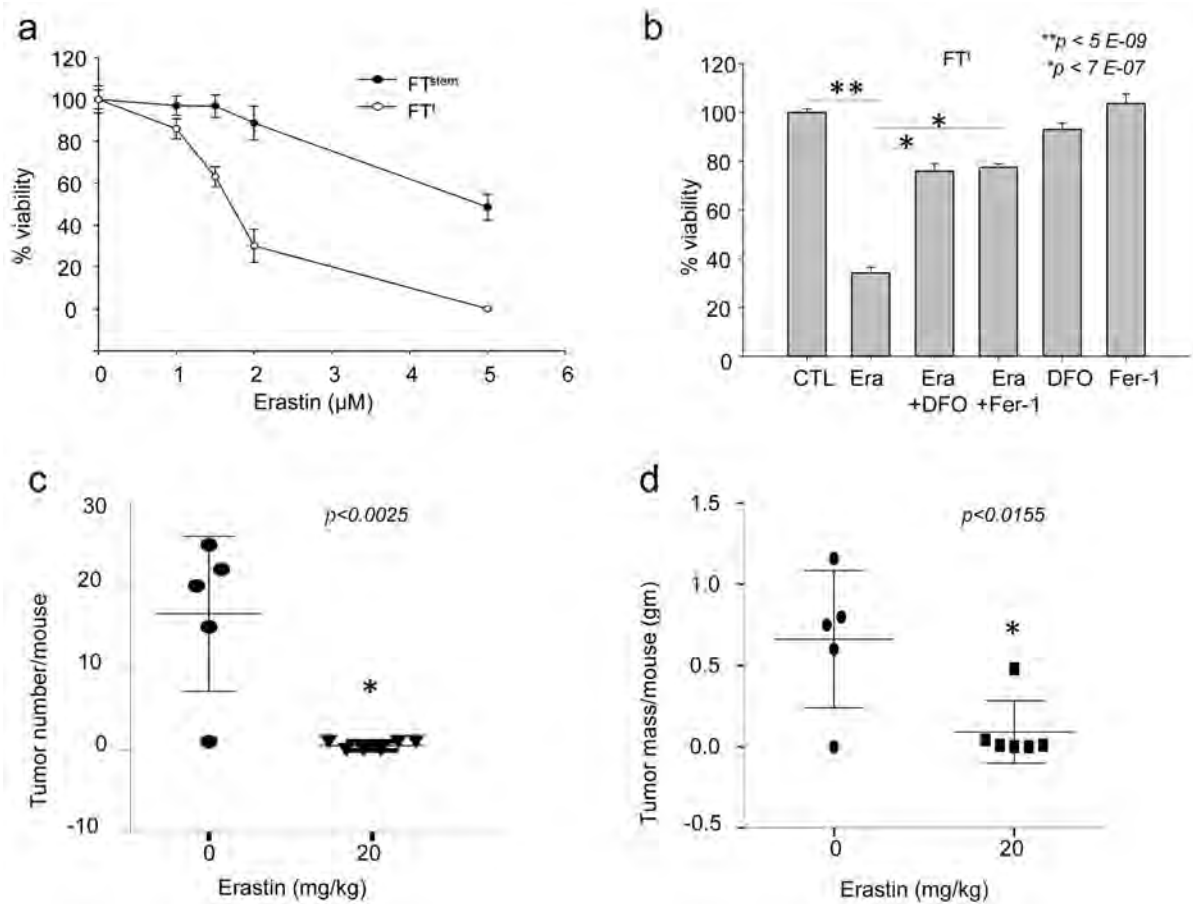 a
120
100
80
60
40
20
0
% viability
0 1 2 3 4 5 6
Erastin (µM)
FTstem
FTt
b
FTt
**p < 5 E-09
*p < 7 E-07
**
*
*
120
100
80
60
40
20
0
% viability
CTL Era Era Era DFO Fer-1
+DFO +Fer-1
c
30
20
10
0
-10
Tumor number/mouse
p<0.0025
*
0 20
Erastin (mg/kg)
d
1.5
1.0
0.5
0.0
-0.5
Tumor mass/mouse (gm)
p<0.0155
*
0 20
Erastin (mg/kg)